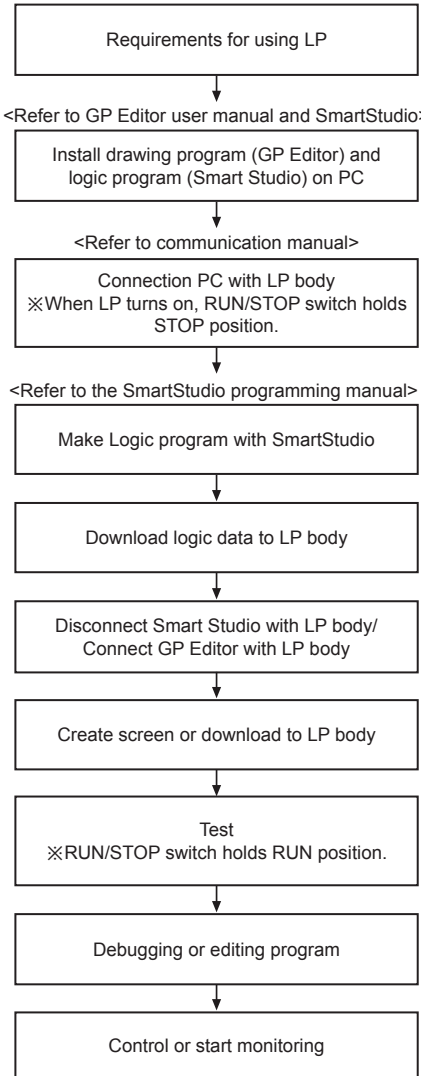 Requirements for using LP
<Refer to GP Editor user manual and SmartStudio>
Install drawing program (GP Editor) and
logic program (Smart Studio) on PC
<Refer to communication manual>
Connection PC with LP body
※When LP turns on, RUN/STOP switch holds
STOP position.
<Refer to the SmartStudio programming manual>
Make Logic program with SmartStudio
Download logic data to LP body
Disconnect Smart Studio with LP body/
Connect GP Editor with LP body
Create screen or download to LP body
Test
※RUN/STOP switch holds RUN position.
Debugging or editing program
Control or start monitoring